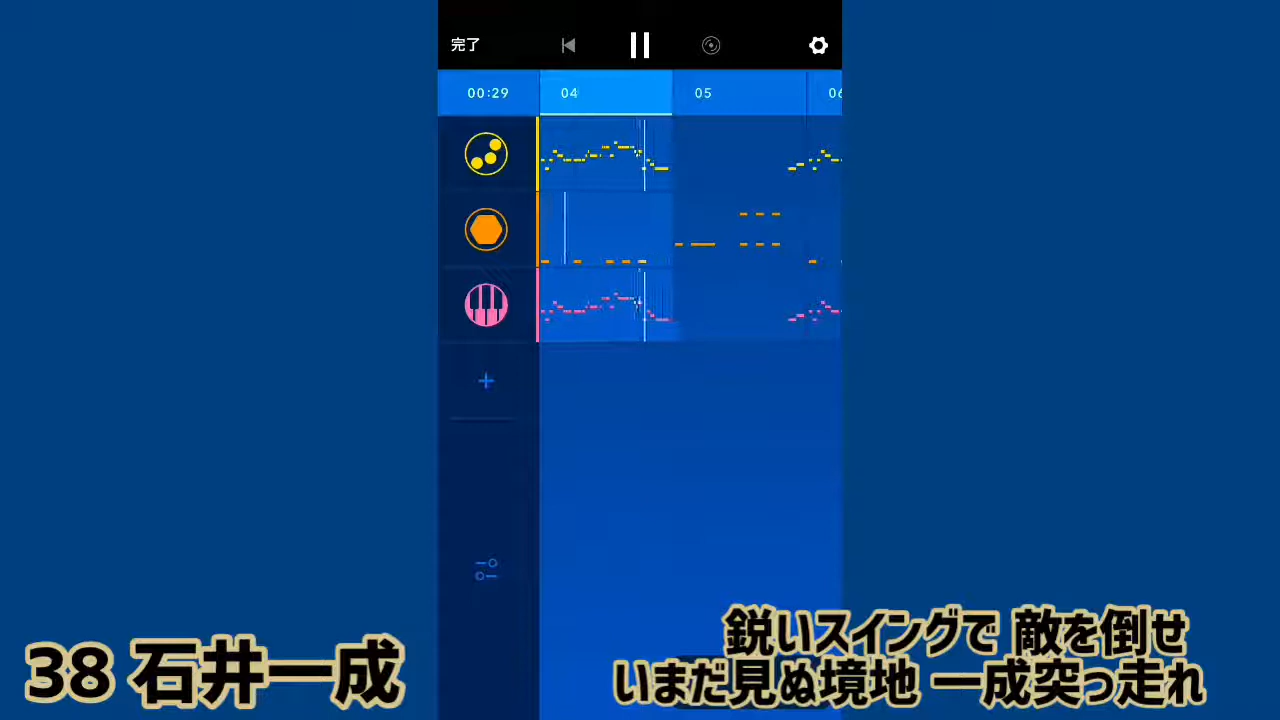 完了
00:29 04 05 06
38 石井一成
鋭いスイングで 敵を倒せ
いまだ見ぬ境地 一成突っ走れ